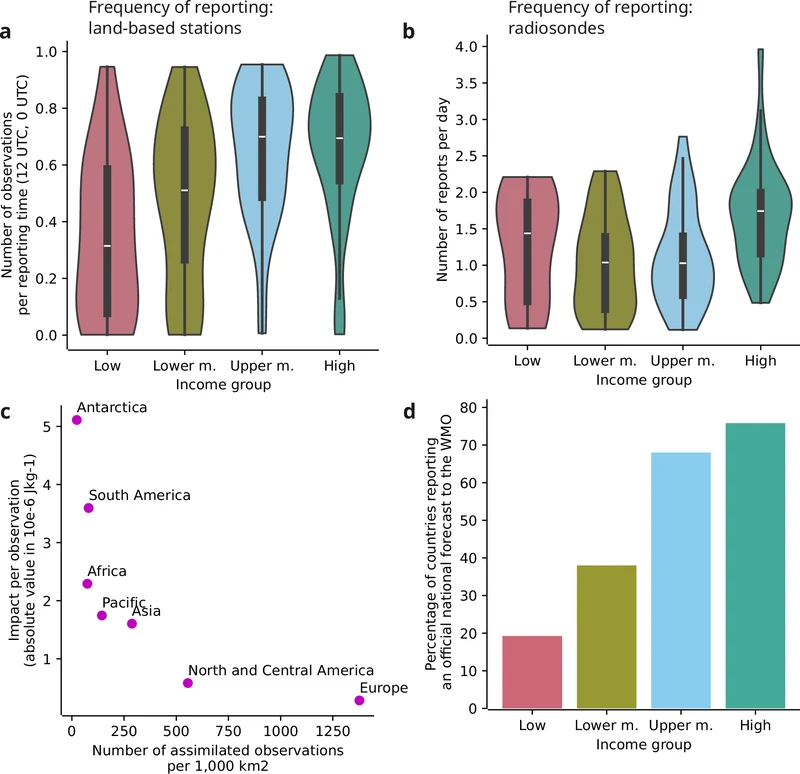 Frequency of reporting:
land-based stations
a
Number of observations
per reporting time (12 UTC, 0 UTC)
1.0
0.8
0.6
0.4
0.2
0.0
Low
Lower m.
Upper m.
High
Income group
Frequency of reporting:
radiosondes
b
Number of reports per day
4.0
3.5
3.0
2.5
2.0
1.5
1.0
0.5
0.0
Low
Lower m.
Upper m.
High
Income group
c
Impact per observation
(absolute value in 10e-6 Jkg-1)
5
4
3
2
1
Antarctica
South America
Africa
Pacific
Asia
North and Central America
Europe
0
250
500
750
1000
1250
Number of assimilated observations
per 1,000 km2
d
Percentage of countries reporting
an official national forecast to the WMO
80
70
60
50
40
30
20
10
0
Low
Lower m.
Upper m.
High
Income group